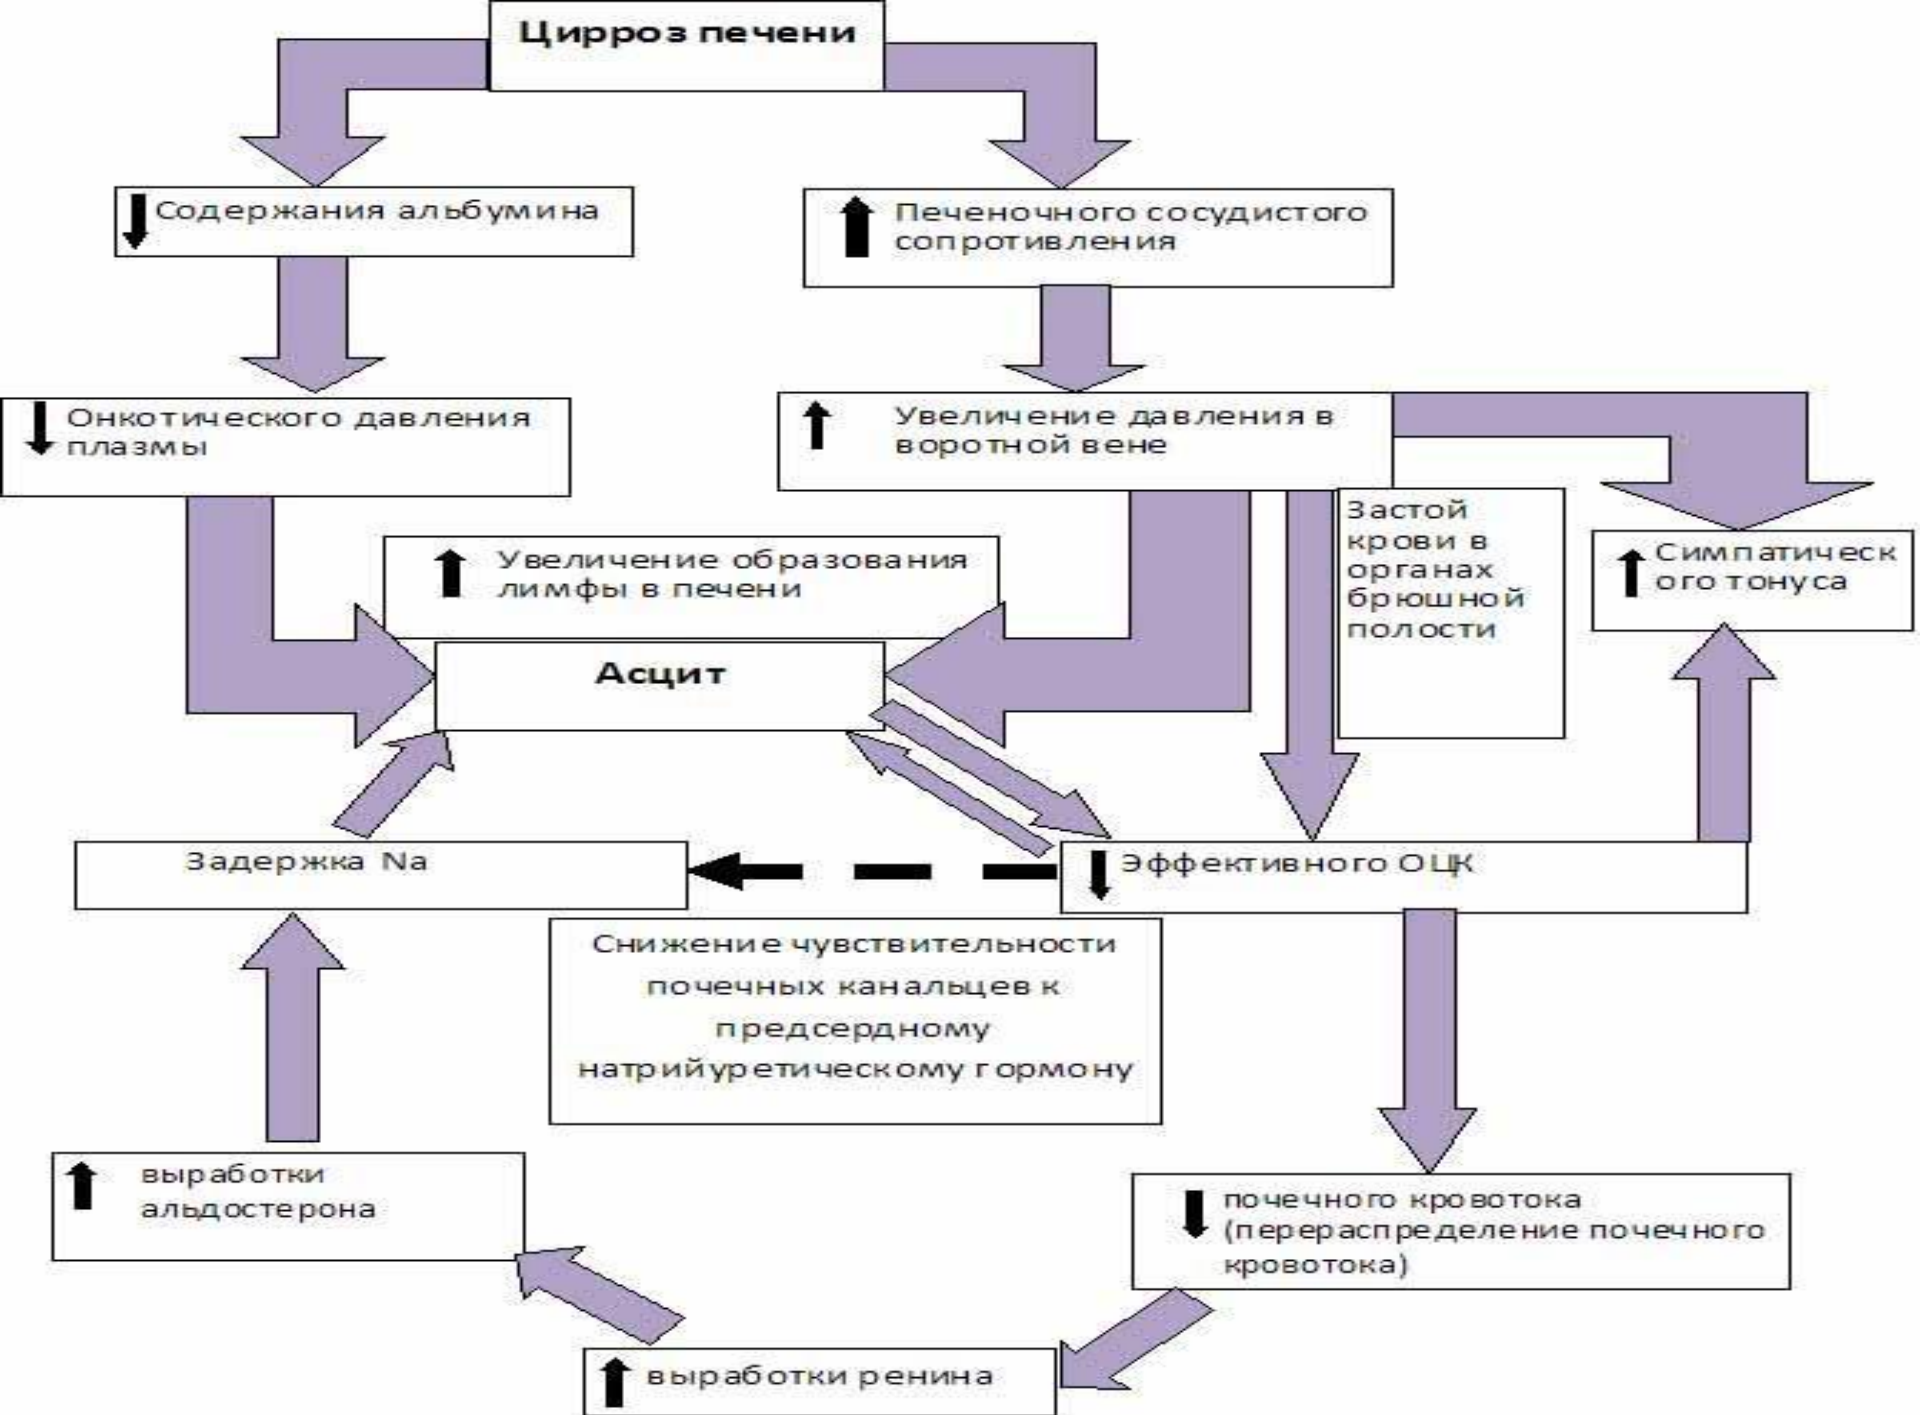 Цирроз печени
Содержания альбумина
Печеночного сосудистого
сопротивления
Онкотического давления
плазмы
Увеличение давления в
воротной вене
Застой
крови в
органах
брюшной
полости
Симпатическ
ого тонуса
Увеличение образования
лимфы в печени
Асцит
Задержка Na
Эффективного ОЦК
Снижение чувствительности
почечных канальцев к
предсердному
натрийуретическому гормону
выработки
альдостерона
почечного кровотока
(перераспределение почечного
кровотока)
выработки ренина